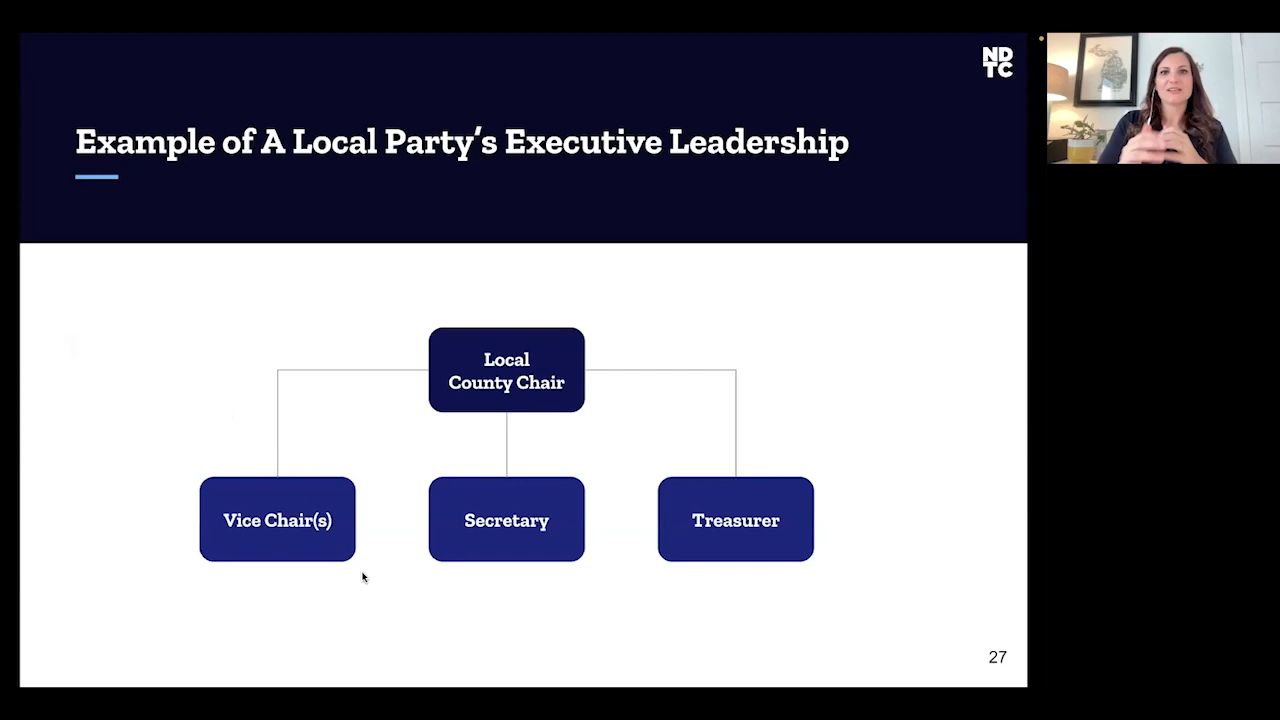 ND
TC
Example of A Local Party's Executive Leadership
Local
County Chair
Vice Chair(s)
Secretary
Treasurer
27